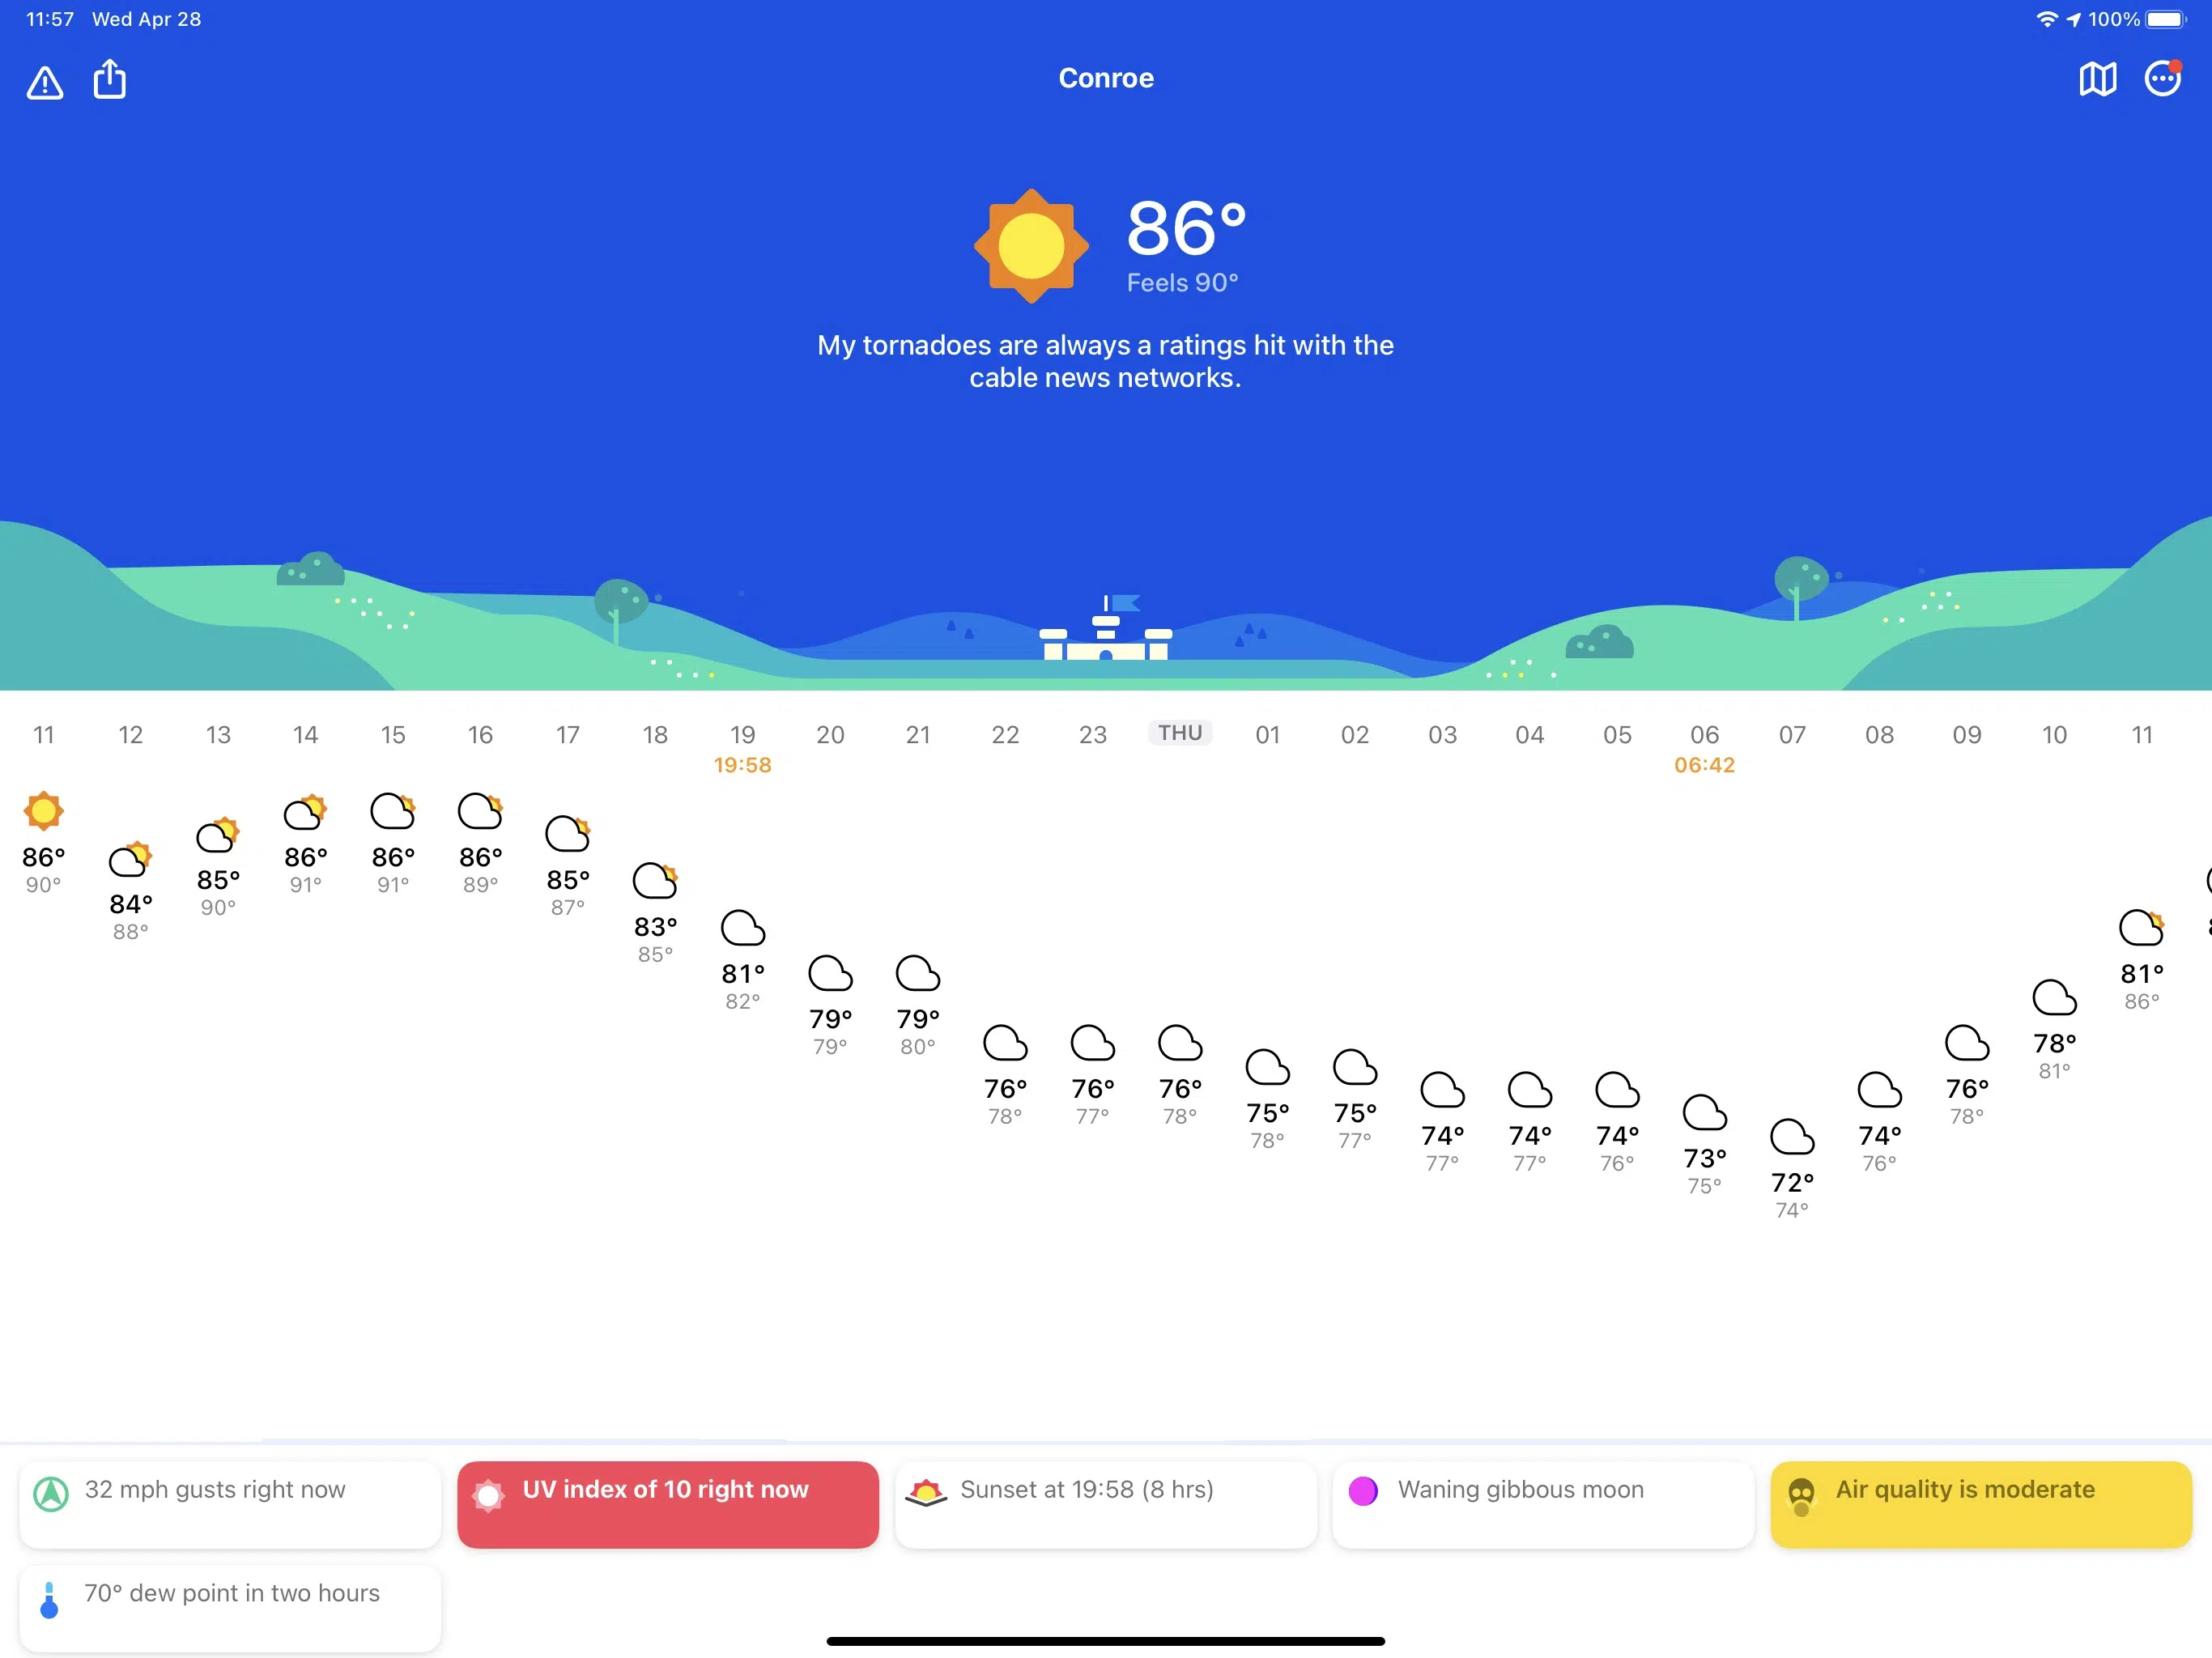 11:57 Wed Apr 28
100%
Conroe
86°
Feels 90°
My tornadoes are always a ratings hit with the
cable news networks.
11 12 13 14 15 16 17 18 19 20 21 22 23 THU 01 02 03 04 05 06 07 08 09 10 11
19:58 06:42
86° 84° 85° 86° 86° 86° 85° 83° 81° 79° 79° 76° 76° 76° 75° 75° 74° 74° 74° 73° 72° 74° 76° 78° 81°
90° 88° 90° 91° 91° 89° 87° 85° 82° 79° 80° 78° 77° 78° 78° 77° 77° 77° 76° 75° 74° 76° 78° 81° 86°
32 mph gusts right now
UV index of 10 right now
Sunset at 19:58 (8 hrs)
Waning gibbous moon
Air quality is moderate
70° dew point in two hours